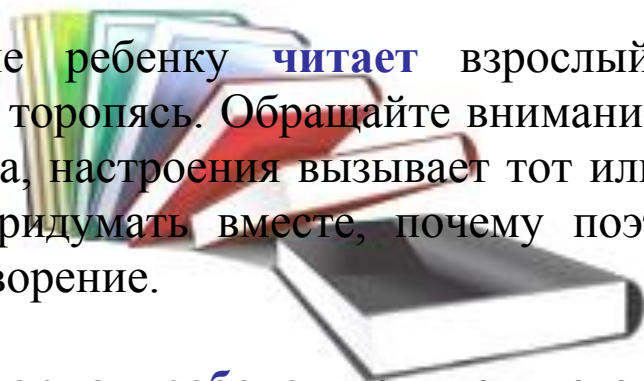 ребенку читает взрослый
торопясь. Обращайте внимани
настроения вызывает тот или
ридумать вместе, почему поэ
ворение.